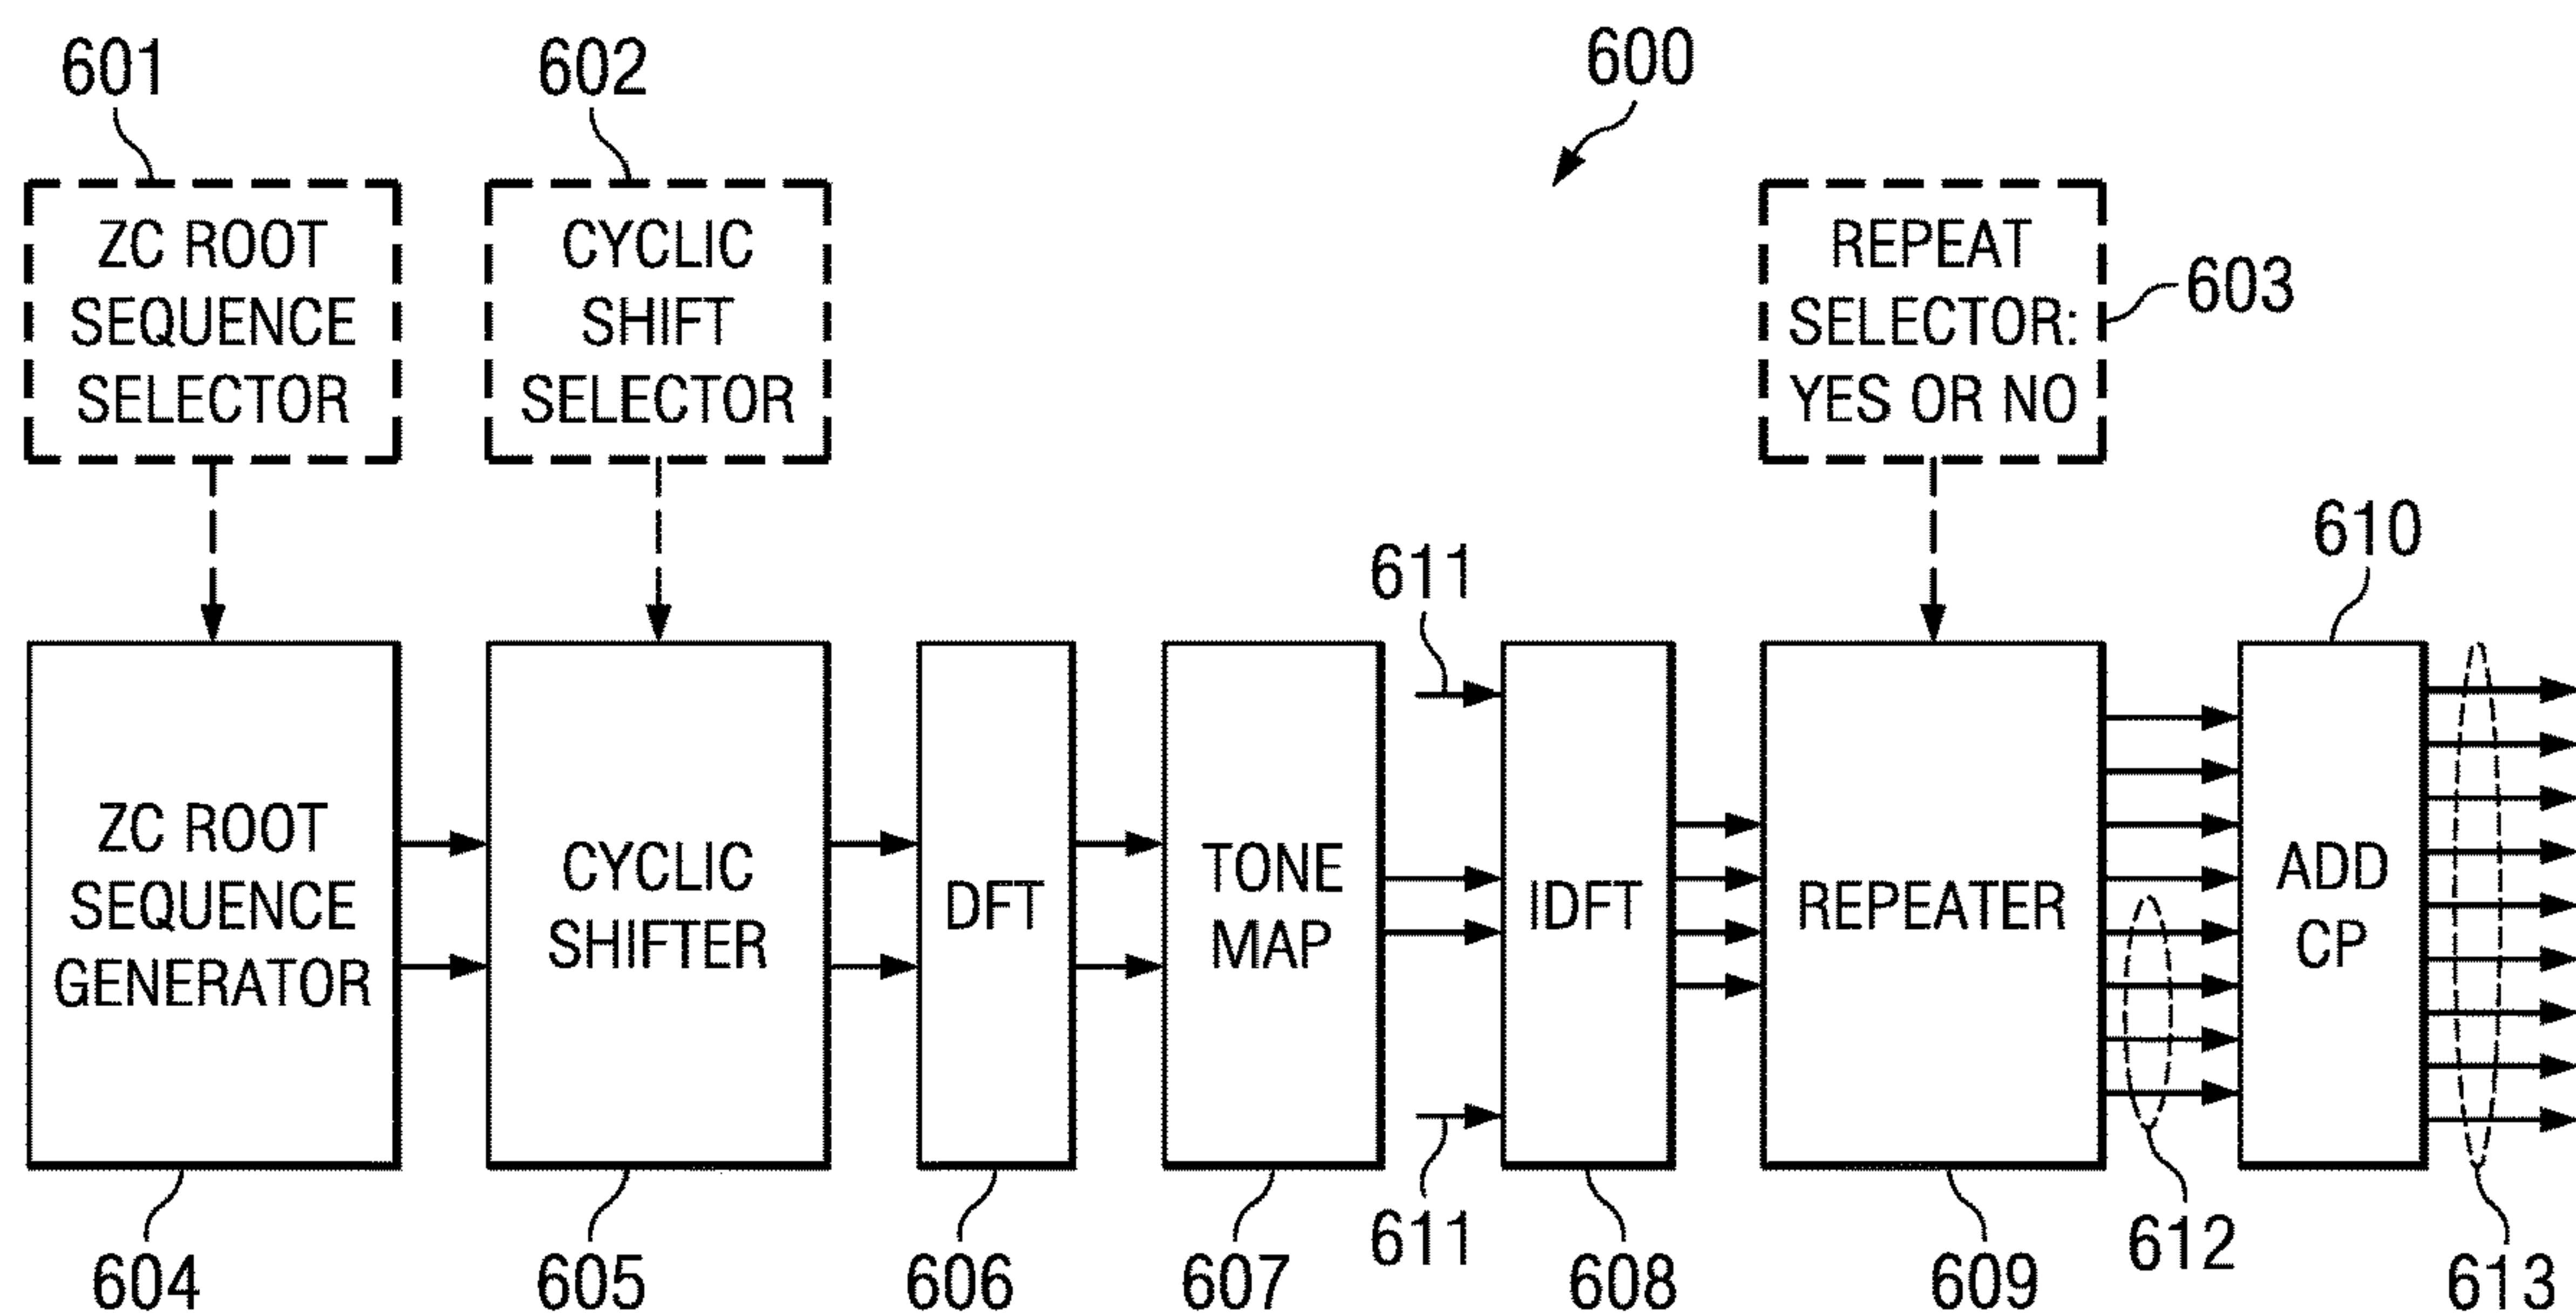 600
601
602
ZC ROOT
SEQUENCE
SELECTOR
CYCLIC
SHIFT
SELECTOR
REPEAT
SELECTOR:
YES OR NO
603
610
611
ZC ROOT
SEQUENCE
GENERATOR
CYCLIC
SHIFTER
DFT
TONE
MAP
IDFT
REPEATER
ADD
CP
611
612
604
605
606
607
608
609
613